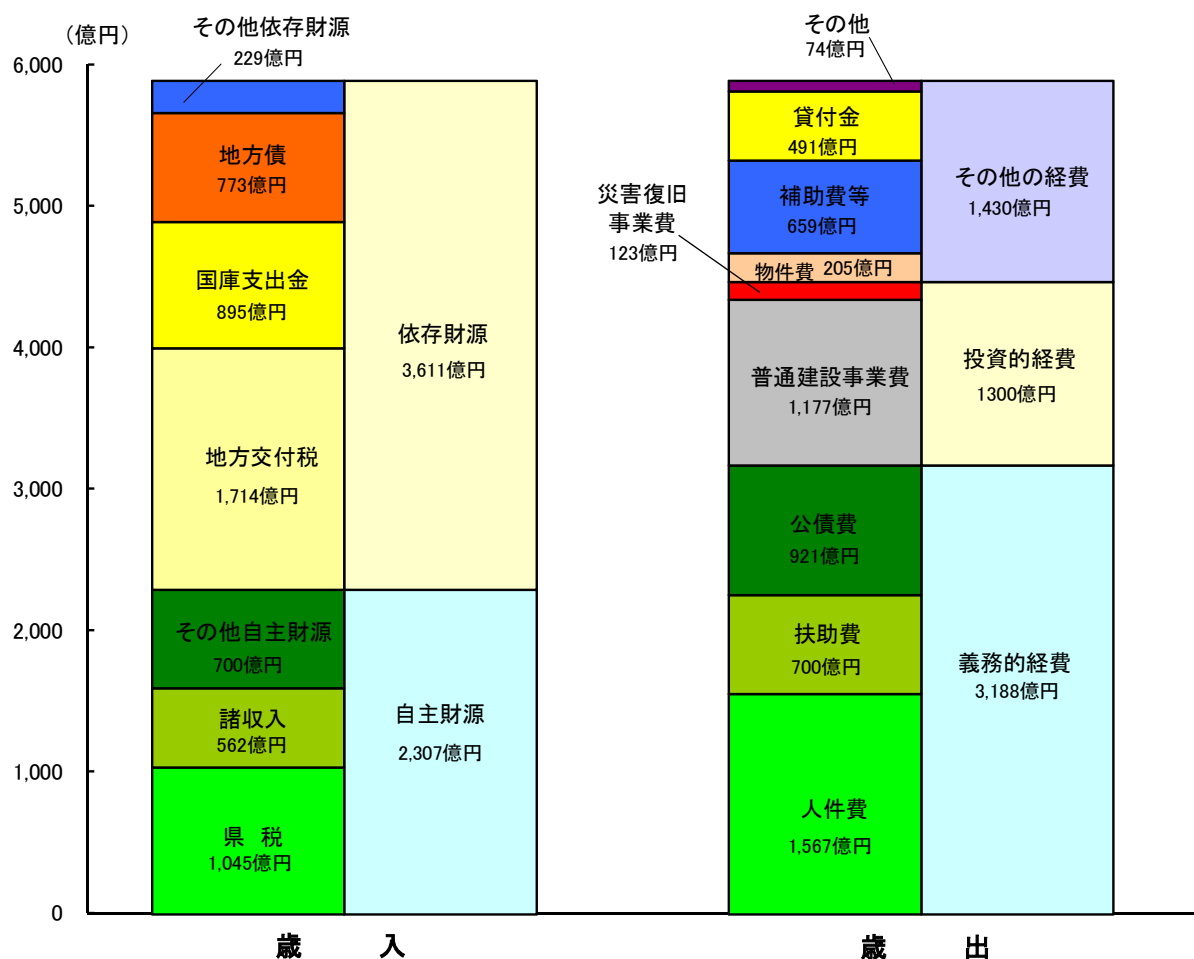 （億円）
6,000
5,000
4,000
3,000
2,000
1,000
0
その他依存財源
229億円
地方債
773億円
国庫支出金
895億円
地方交付税
1,714億円
その他自主財源
700億円
諸収入
562億円
県 税
1,045億円
依存財源
3,611億円
自主財源
2,307億円
歳 入
その他
74億円
貸付金
491億円
補助費等
659億円
物件費 205億円
災害復旧
事業費
123億円
普通建設事業費
1,177億円
公債費
921億円
扶助費
700億円
人件費
1,567億円
その他の経費
1,430億円
投資的経費
1300億円
義務的経費
3,188億円
歳 出